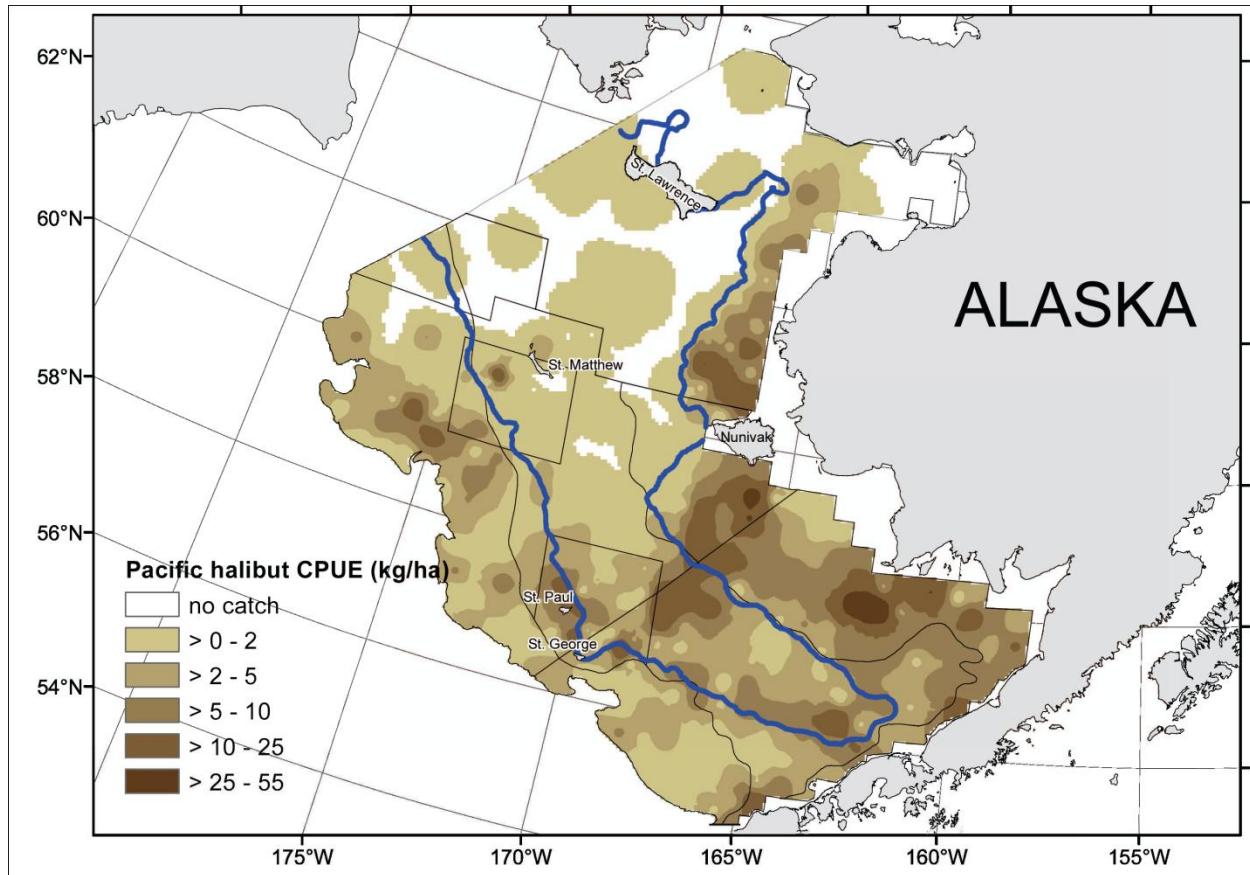 62°N
60°N
58°N
56°N
54°N
ALASKA
St. Lawrence
St. Matthew
Nunivak
St. Paul
St. George
Pacific halibut CPUE (kg/ha)
no catch
> 0 - 2
> 2 - 5
> 5 - 10
> 10 - 25
> 25 - 55
175°W
170°W
165°W
160°W
155°W